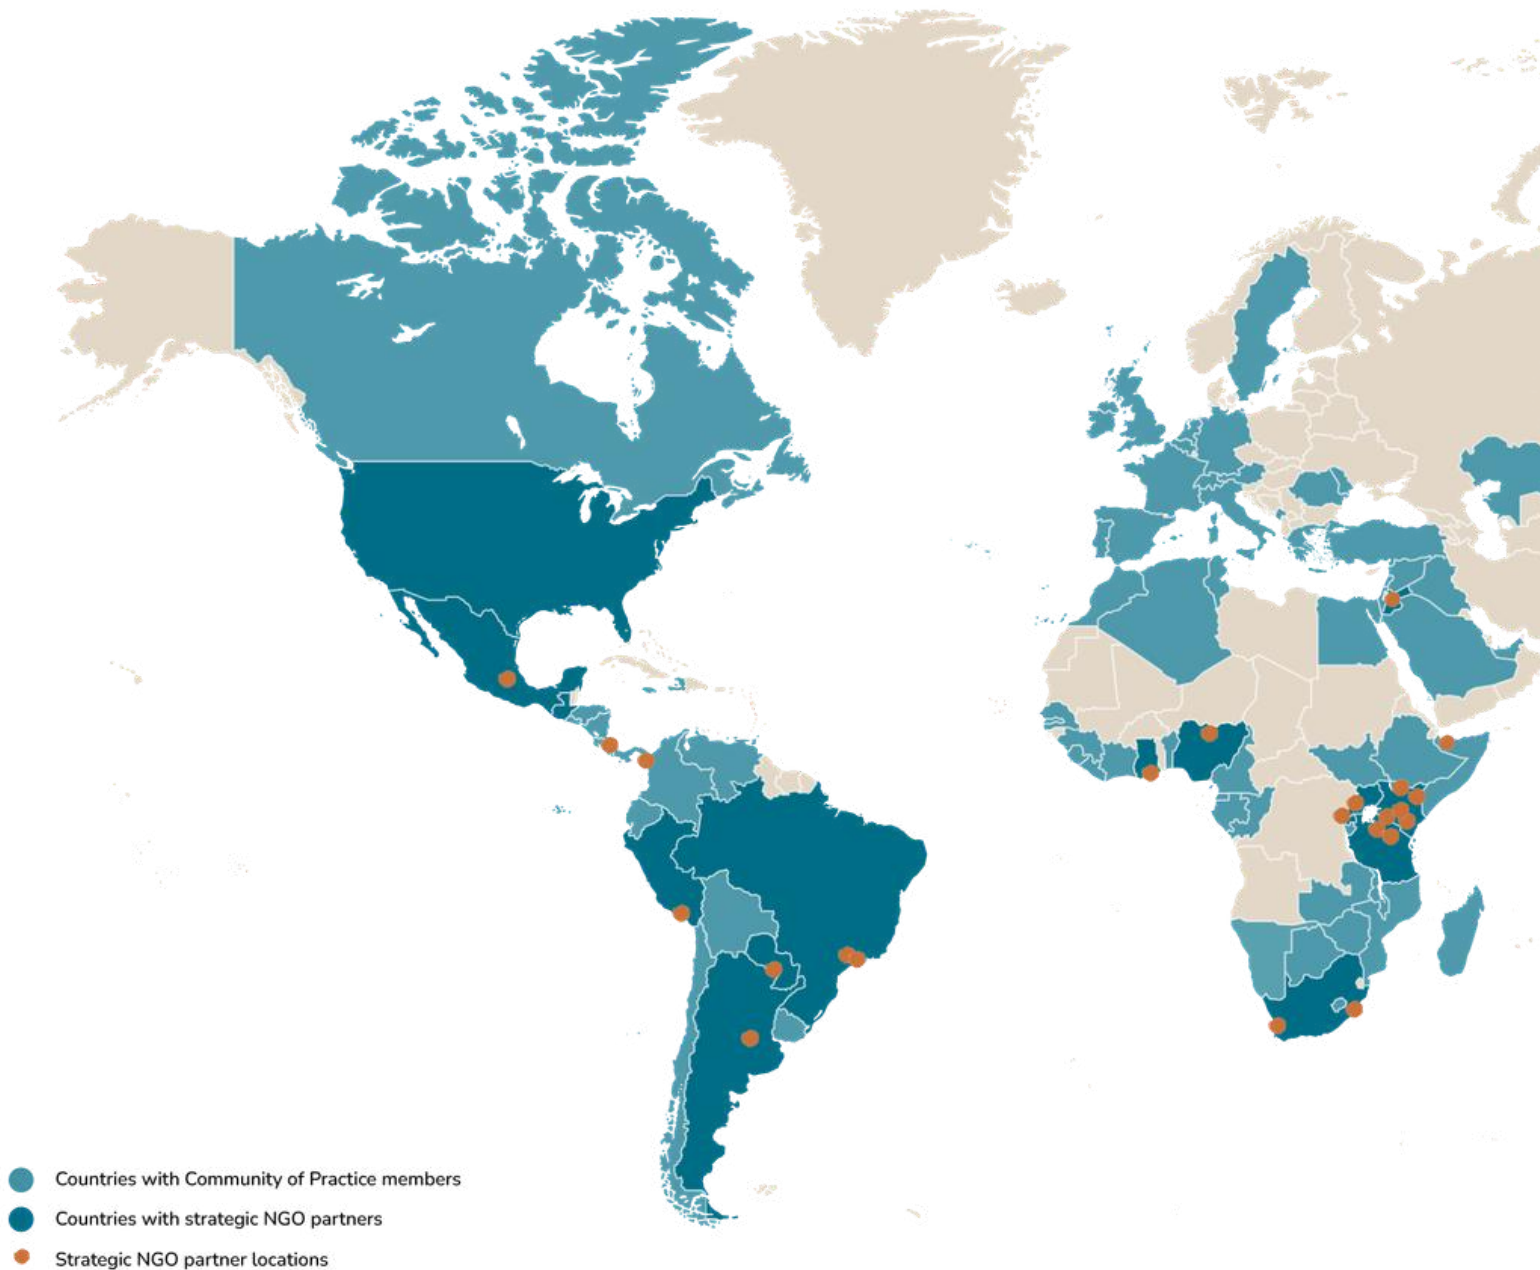 Countries with Community of Practice members
Countries with strategic NGO partners
Strategic NGO partner locations